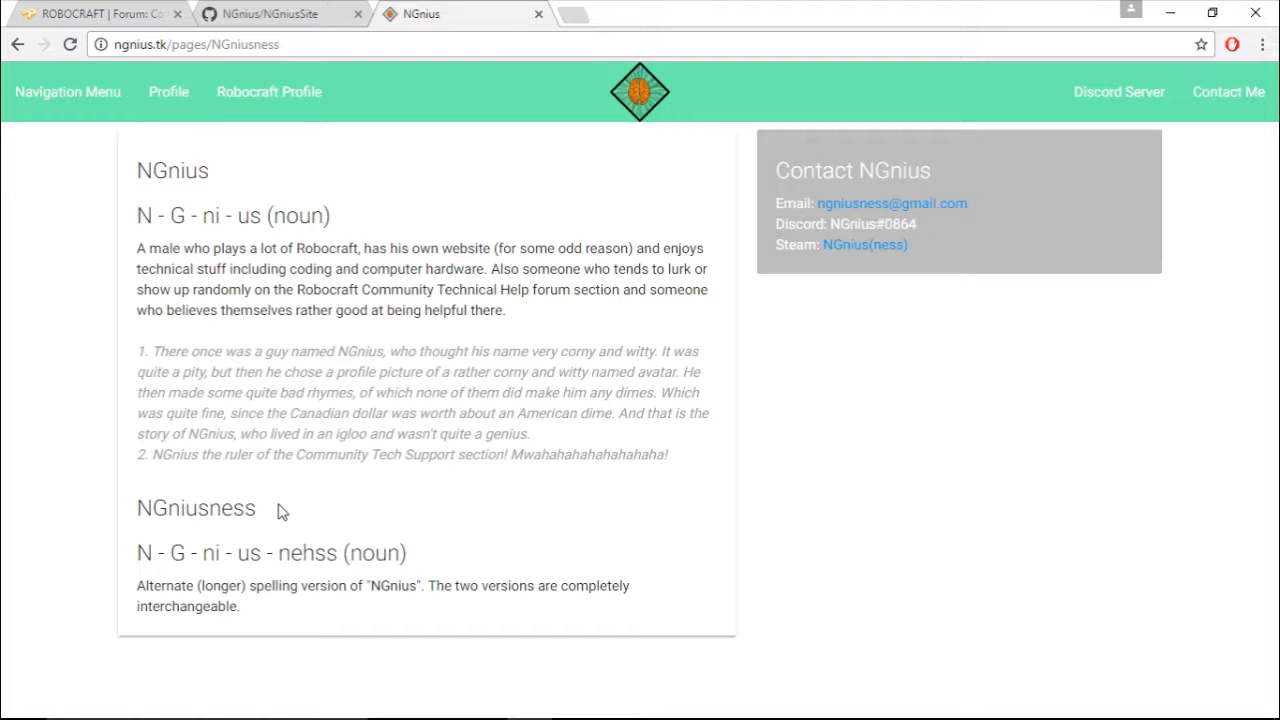 ROBOCRAFT | Forum: Co
NGnius/NGniusSite
NGnius
ngnius.tk/pages/NGniusness
Navigation Menu
Profile
Robocraft Profile
Discord Server
Contact Me
NGnius
N - G - ni - us (noun)
A male who plays a lot of Robocraft, has his own website (for some odd reason) and enjoys
technical stuff including coding and computer hardware. Also someone who tends to lurk or
show up randomly on the Robocraft Community Technical Help forum section and someone
who believes themselves rather good at being helpful there.
1. There once was a guy named NGnius, who thought his name very corny and witty. It was
quite a pity, but then he chose a profile picture of a rather corny and witty named avatar. He
then made some quite bad rhymes, of which none of them did make him any dimes. Which
was quite fine, since the Canadian dollar was worth about an American dime. And that is the
story of NGnius, who lived in an igloo and wasn't quite a genius.
2. NGnius the ruler of the Community Tech Support section! Mwahahahahahahaha!
NGniusness
N - G - ni - us - nehss (noun)
Alternate (longer) spelling version of "NGnius". The two versions are completely
interchangeable.
Contact NGnius
Email: ngniusness@gmail.com
Discord: NGnius#0864
Steam: NGnius(ness)